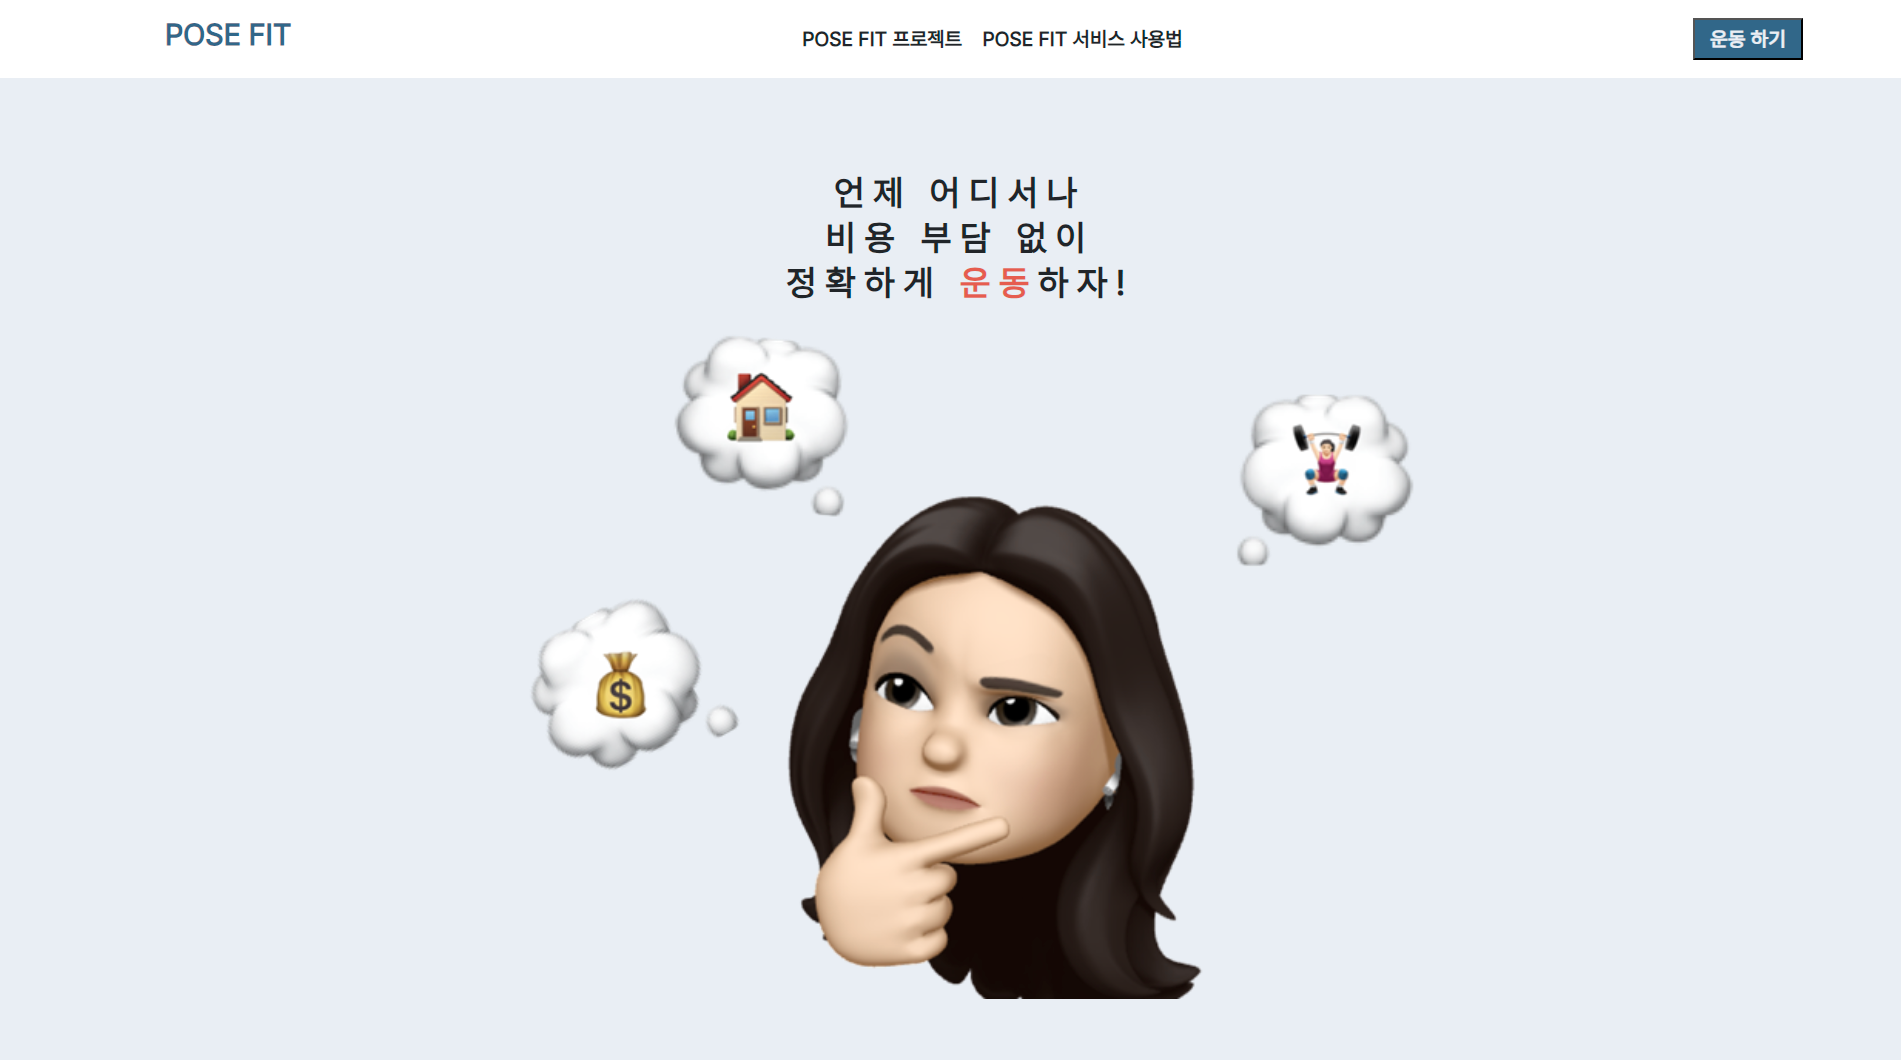 POSE FIT
POSE FIT 프로젝트 POSE FIT 서비스 사용법
운동 하기
언제 어디서나
비용 부담 없이
정확하게 운동하자!
$